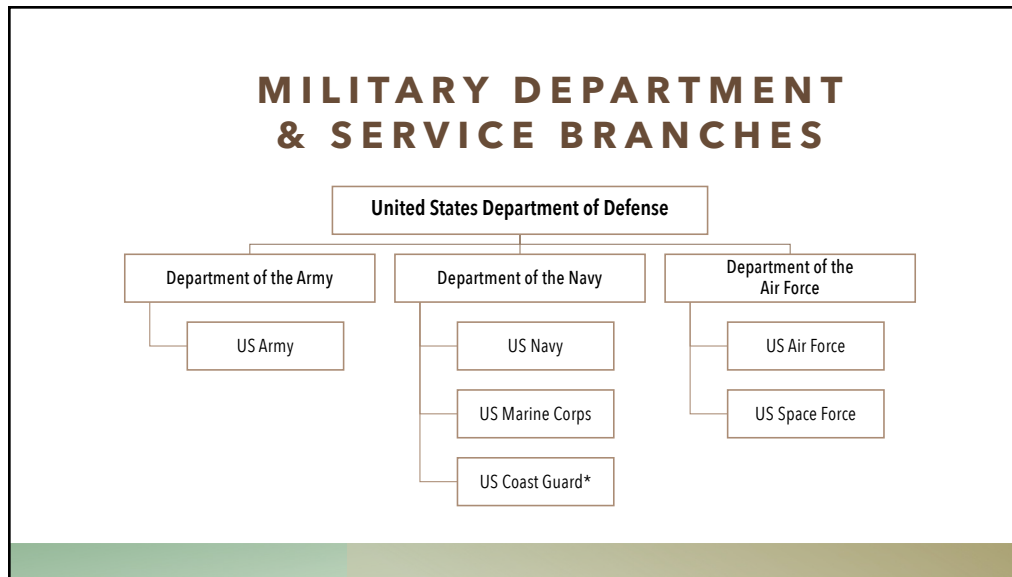 MILITARY DEPARTMENT
& SERVICE BRANCHES
United States Department of Defense
Department of the Army
US Army
Department of the Navy
US Navy
US Marine Corps
US Coast Guard*
Department of the
Air Force
US Air Force
US Space Force